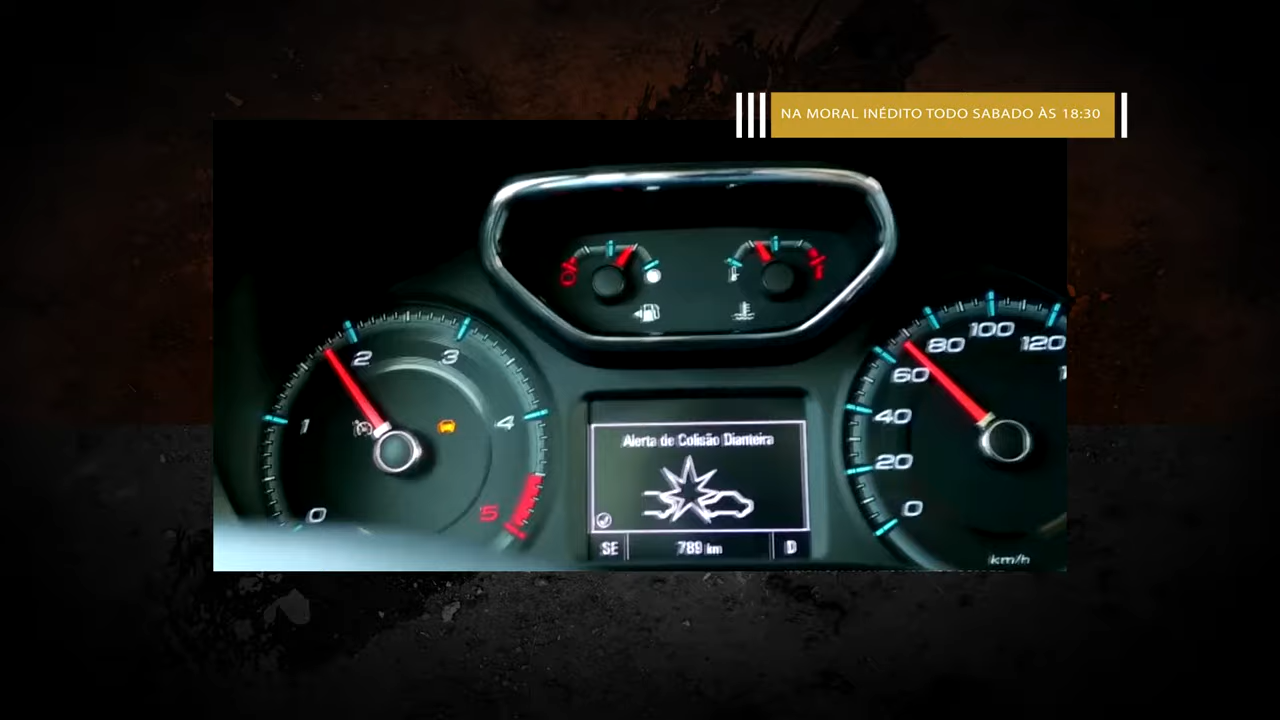 NA MORAL INÉDITO TODO SABADO ÀS 18:30
1 2 3 4 5
0
0 20 40 60 80 100 120
Alerta de Colisão Dianteira
SE 789 km D
km/h